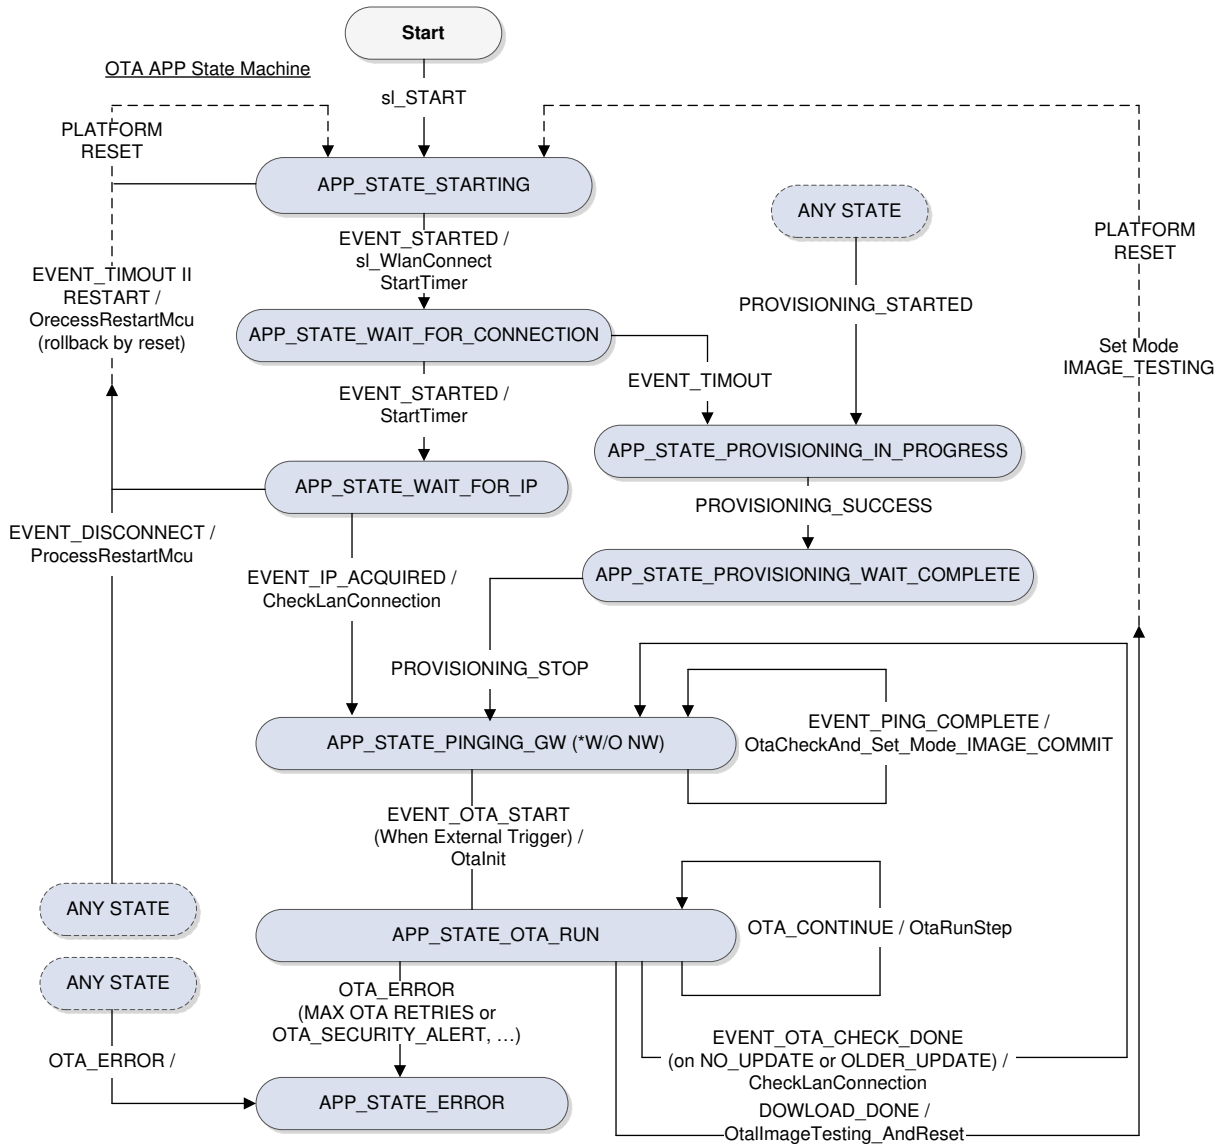 Start
OTA APP State Machine
sl_START
PLATFORM
RESET
APP_STATE_STARTING
ANY STATE
PLATFORM
RESET
EVENT_STARTED /
sl_WlanConnect
StartTimer
EVENT_TIMOUT II
RESTART /
OrecessRestartMcu
(rollback by reset)
PROVISIONING_STARTED
APP_STATE_WAIT_FOR_CONNECTION
Set Mode
IMAGE_TESTING
EVENT_TIMOUT
EVENT_STARTED /
StartTimer
APP_STATE_PROVISIONING_IN_PROGRESS
APP_STATE_WAIT_FOR_IP
PROVISIONING_SUCCESS
EVENT_DISCONNECT /
ProcessRestartMcu
EVENT_IP_ACQUIRED /
CheckLanConnection
APP_STATE_PROVISIONING_WAIT_COMPLETE
PROVISIONING_STOP
APP_STATE_PINGING_GW (*W/O NW)
EVENT_PING_COMPLETE /
OtaCheckAnd_Set_Mode_IMAGE_COMMIT
EVENT_OTA_START
(When External Trigger) /
OtaInit
ANY STATE
APP_STATE_OTA_RUN
OTA_CONTINUE / OtaRunStep
ANY STATE
OTA_ERROR
(MAX OTA RETRIES or
OTA_SECURITY_ALERT, …)
OTA_ERROR /
EVENT_OTA_CHECK_DONE
(on NO_UPDATE or OLDER_UPDATE) /
CheckLanConnection
APP_STATE_ERROR
DOWLOAD_DONE /
OtaIImageTesting_AndReset